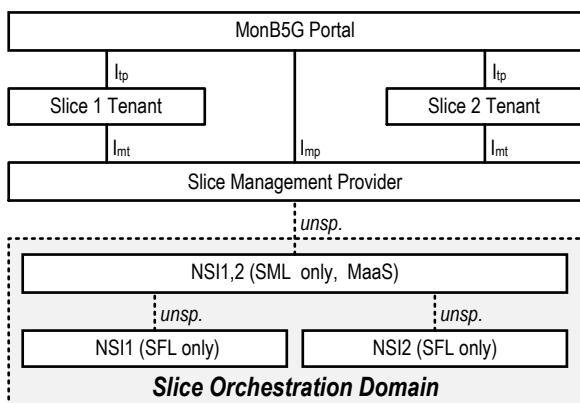 MonB5G Portal
Itp
Itp
Slice 1 Tenant
Slice 2 Tenant
Imt
Imp
Imt
Slice Management Provider
unsp.
NSI1,2 (SML only, MaaS)
unsp.
unsp.
NSI1 (SFL only)
NSI2 (SFL only)
Slice Orchestration Domain